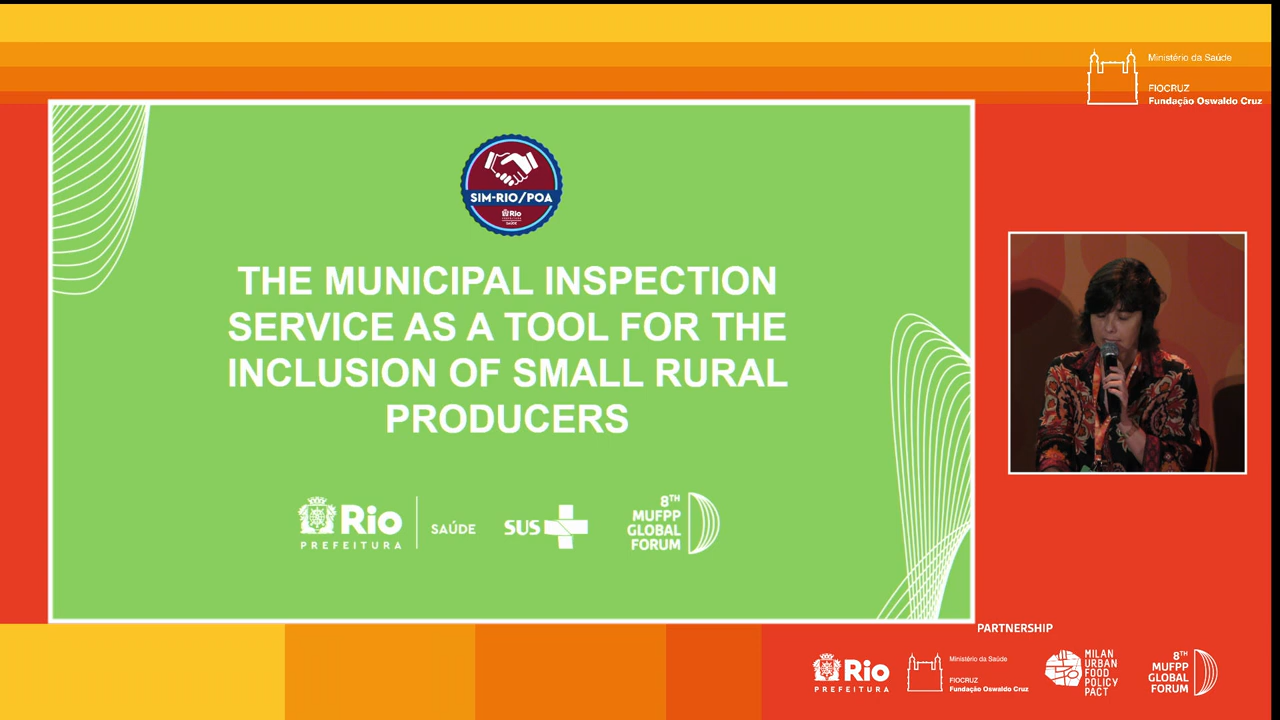 Ministério da Saúde
FIOCRUZ
Fundação Oswaldo Cruz
SIM-RIO/POA
Rio
PREFEITURA
SAÚDE
THE MUNICIPAL INSPECTION
SERVICE AS A TOOL FOR THE
INCLUSION OF SMALL RURAL
PRODUCERS
Rio
PREFEITURA
SAÚDE
SUS
8TH
MUFPP
GLOBAL
FORUM
PARTNERSHIP
Rio
PREFEITURA
Ministério da Saúde
FIOCRUZ
Fundação Oswaldo Cruz
MILAN
URBAN
FOOD
POLICY
PACT
8TH
MUFPP
GLOBAL
FORUM